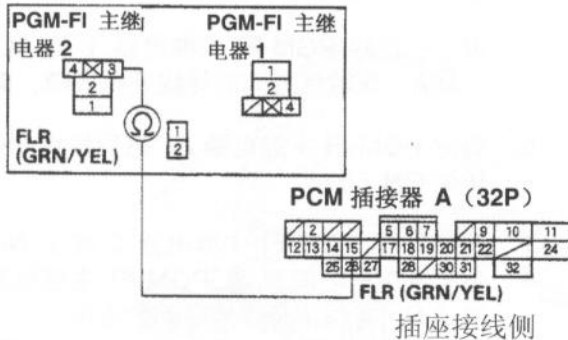 PGM-FI 主继
电器 2
4 3
2
1
PGM-FI 主继
电器 1
1
2
4
Ω
1
2
FLR
(GRN/YEL)
PCM 插接器 A（32P）
2 5 6 7 9 10 11
12 13 14 15 17 18 19 20 21 22 24
25 26 27 28 30 31 32
FLR (GRN/YEL)
插座接线侧